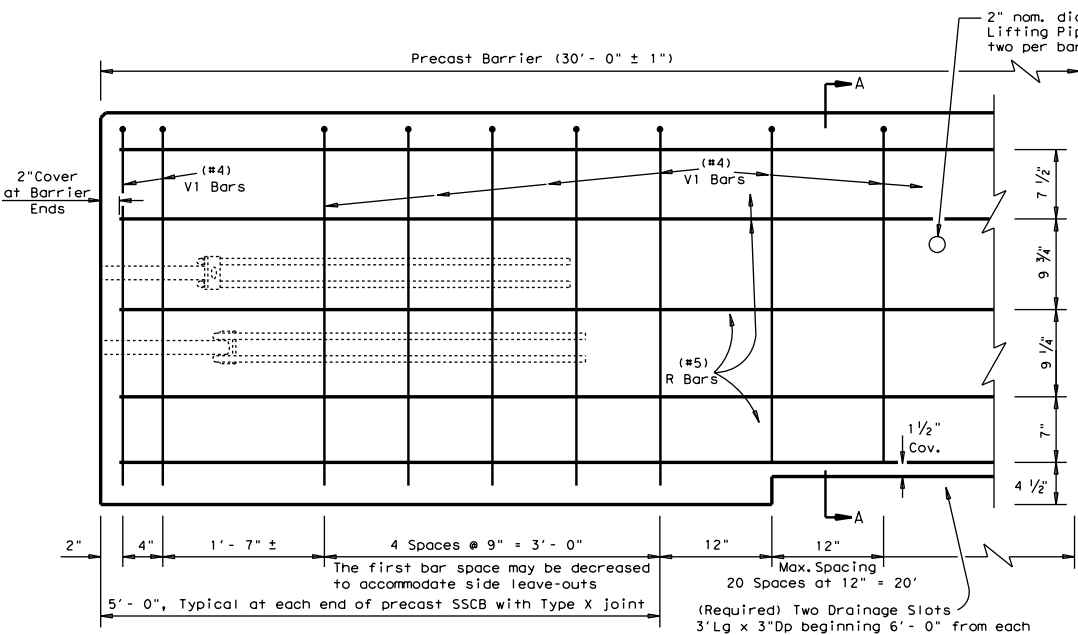 2" nom.
Lifting
two per
Precast Barrier (30'- 0" ± 1")
A
2"Cover
at Barrier
Ends
(#4)
V1 Bars
(#4)
V1 Bars
7 1/2"
9 3/4"
9 1/4"
7"
4 1/2"
(#5)
R Bars
1 1/2"
Cov.
A
2"
4"
1'- 7" ±
4 Spaces @ 9" = 3'- 0"
12"
12"
The first bar space may be decreased
to accommodate side leave-outs
Max.Spacing
20 Spaces at 12" = 20'
5'- 0", Typical at each end of precast SSCB with Type X joint
(Required) Two Drainage Slots
3'Lg x 3"Dp beginning 6'- 0" from each